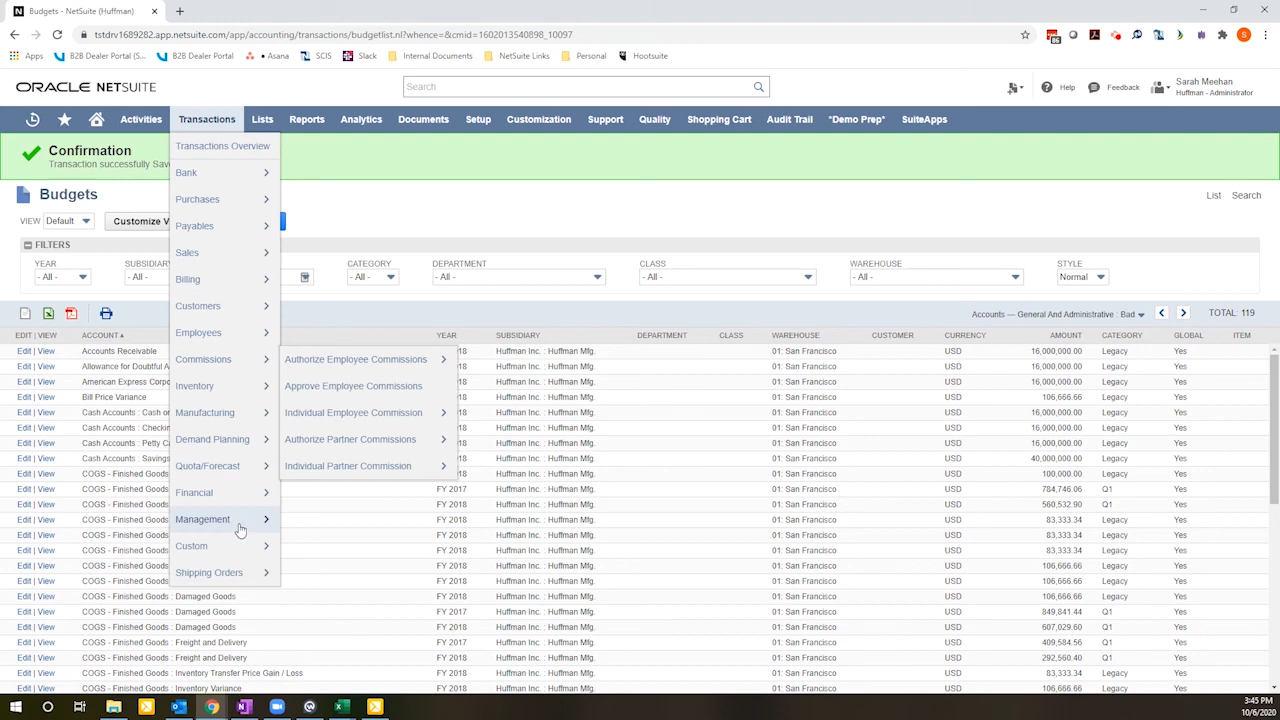 N Budgets - NetSuite (Huffman)
tstdrv1689282.app.netsuite.com/app/accounting/transactions/budgetlist.nl?whence=&cmid=1602013540898_10097
86
S
Apps B2B Dealer Portal (S... B2B Dealer Portal Asana SCIS Slack Internal Documents NetSuite Links Personal Hootsuite
ORACLE NETSUITE
Search
Help Feedback
Sarah Meehan
Huffman - Administrator
Activities Transactions Lists Reports Analytics Documents Setup Customization Support Quality Shopping Cart Audit Trail *Demo Prep* SuiteApps
Confirmation
Transaction successfully Sav
Budgets
List Search
VIEW Default Customize V
FILTERS
YEAR SUBSIDIA CATEGORY DEPARTMENT CLASS WAREHOUSE STYLE
- All - - All - - All - - All - - All - - All - Normal
Accounts — General And Administrative : Bad TOTAL: 119
Transactions Overview
Bank
Purchases
Payables
Sales
Billing
Customers
Employees
Commissions
Inventory
Manufacturing
Demand Planning
Quota/Forecast
Financial
Management
Custom
Shipping Orders
Authorize Employee Commissions
Approve Employee Commissions
Individual Employee Commission
Authorize Partner Commissions
Individual Partner Commission
EDIT | VIEW ACCOUNT YEAR SUBSIDIARY DEPARTMENT CLASS WAREHOUSE CUSTOMER CURRENCY AMOUNT CATEGORY GLOBAL ITEM
Edit | View Accounts Receivable 2018 Huffman Inc. : Huffman Mfg. 01: San Francisco USD 16,000,000.00 Legacy Yes
Edit | View Allowance for Doubtful A 2018 Huffman Inc. : Huffman Mfg. 01: San Francisco USD 16,000,000.00 Legacy Yes
Edit | View American Express Corpo 2018 Huffman Inc. : Huffman Mfg. 01: San Francisco USD 16,000,000.00 Legacy Yes
Edit | View Bill Price Variance 2018 Huffman Inc. : Huffman Mfg. 01: San Francisco USD 106,666.66 Legacy Yes
Edit | View Cash Accounts : Cash on 2018 Huffman Inc. : Huffman Mfg. 01: San Francisco USD 16,000,000.00 Legacy Yes
Edit | View Cash Accounts : Checkin 2018 Huffman Inc. : Huffman Mfg. 01: San Francisco USD 16,000,000.00 Legacy Yes
Edit | View Cash Accounts : Petty C 2018 Huffman Inc. : Huffman Mfg. 01: San Francisco USD 16,000,000.00 Legacy Yes
Edit | View Cash Accounts : Savings 2018 Huffman Inc. : Huffman Mfg. 01: San Francisco USD 40,000,000.00 Legacy Yes
Edit | View COGS - Finished Goods 2018 Huffman Inc. : Huffman Mfg. 01: San Francisco USD 100,000.00 Legacy Yes
Edit | View COGS - Finished Goods FY 2017 Huffman Inc. : Huffman Mfg. 01: San Francisco USD 784,746.06 Q1 Yes
Edit | View COGS - Finished Goods FY 2018 Huffman Inc. : Huffman Mfg. 01: San Francisco USD 560,532.90 Q1 Yes
Edit | View COGS - Finished Goods FY 2018 Huffman Inc. : Huffman Mfg. 01: San Francisco USD 83,333.34 Legacy Yes
Edit | View COGS - Finished Goods FY 2018 Huffman Inc. : Huffman Mfg. 01: San Francisco USD 83,333.34 Legacy Yes
Edit | View COGS - Finished Goods FY 2018 Huffman Inc. : Huffman Mfg. 01: San Francisco USD 83,333.34 Legacy Yes
Edit | View COGS - Finished Goods FY 2018 Huffman Inc. : Huffman Mfg. 01: San Francisco USD 106,666.66 Legacy Yes
Edit | View COGS - Finished Goods FY 2018 Huffman Inc. : Huffman Mfg. 01: San Francisco USD 106,666.66 Legacy Yes
Edit | View COGS - Finished Goods : Damaged Goods FY 2018 Huffman Inc. : Huffman Mfg. 01: San Francisco USD 106,666.66 Legacy Yes
Edit | View COGS - Finished Goods : Damaged Goods FY 2017 Huffman Inc. : Huffman Mfg. 01: San Francisco USD 849,841.44 Q1 Yes
Edit | View COGS - Finished Goods : Damaged Goods FY 2018 Huffman Inc. : Huffman Mfg. 01: San Francisco USD 607,029.60 Q1 Yes
Edit | View COGS - Finished Goods : Freight and Delivery FY 2017 Huffman Inc. : Huffman Mfg. 01: San Francisco USD 409,584.56 Q1 Yes
Edit | View COGS - Finished Goods : Freight and Delivery FY 2018 Huffman Inc. : Huffman Mfg. 01: San Francisco USD 292,560.40 Q1 Yes
Edit | View COGS - Finished Goods : Inventory Transfer Price Gain / Loss FY 2018 Huffman Inc. : Huffman Mfg. 01: San Francisco USD 83,333.34 Legacy Yes
Edit | View COGS - Finished Goods : Inventory Variance FY 2018 Huffman Inc. : Huffman Mfg. 01: San Francisco USD 106,666.66 Legacy Yes
3:45 PM
10/6/2020